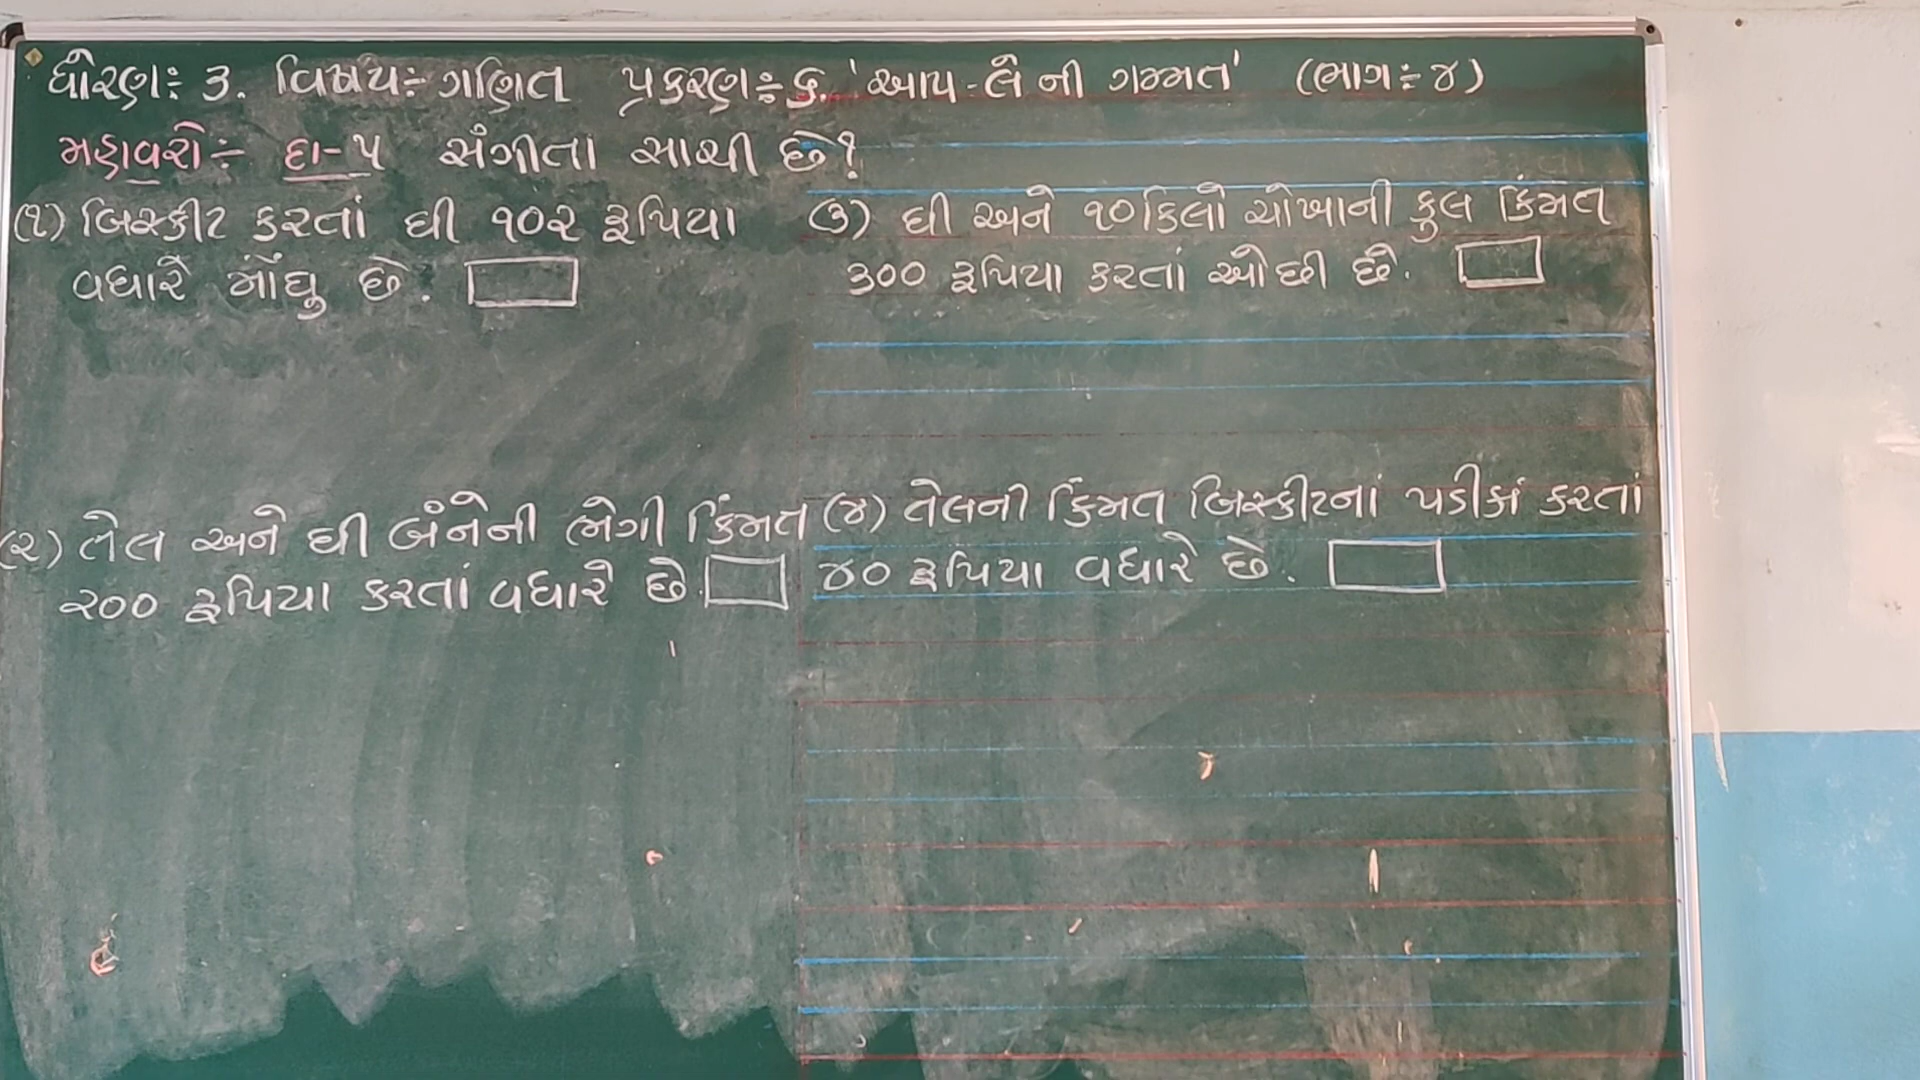 ધોરણ÷ ૩. વિષય÷ ગણિત પ્રકરણ÷ ૬. 'આપ-લે ની ગમ્મત' (ભાગ÷ ૪)
મહાવરો÷ દા-૫ સંગીતા સાચી છે?
(૧) બિસ્કીટ કરતાં ઘી ૧૦૨ રૂપિયા
વધારે મોંઘુ છે.
(૨) તેલ અને ઘી બંનેની ભેગી કિંમત
૨૦૦ રૂપિયા કરતાં વધારે છે.
(૩) ઘી અને ૧૦ કિલો ચોખાની કુલ કિંમત
૩૦૦ રૂપિયા કરતાં ઓછી છે.
(૪) તેલની કિંમત બિસ્કીટનાં પડીકાં કરતાં
૪૦ રૂપિયા વધારે છે.